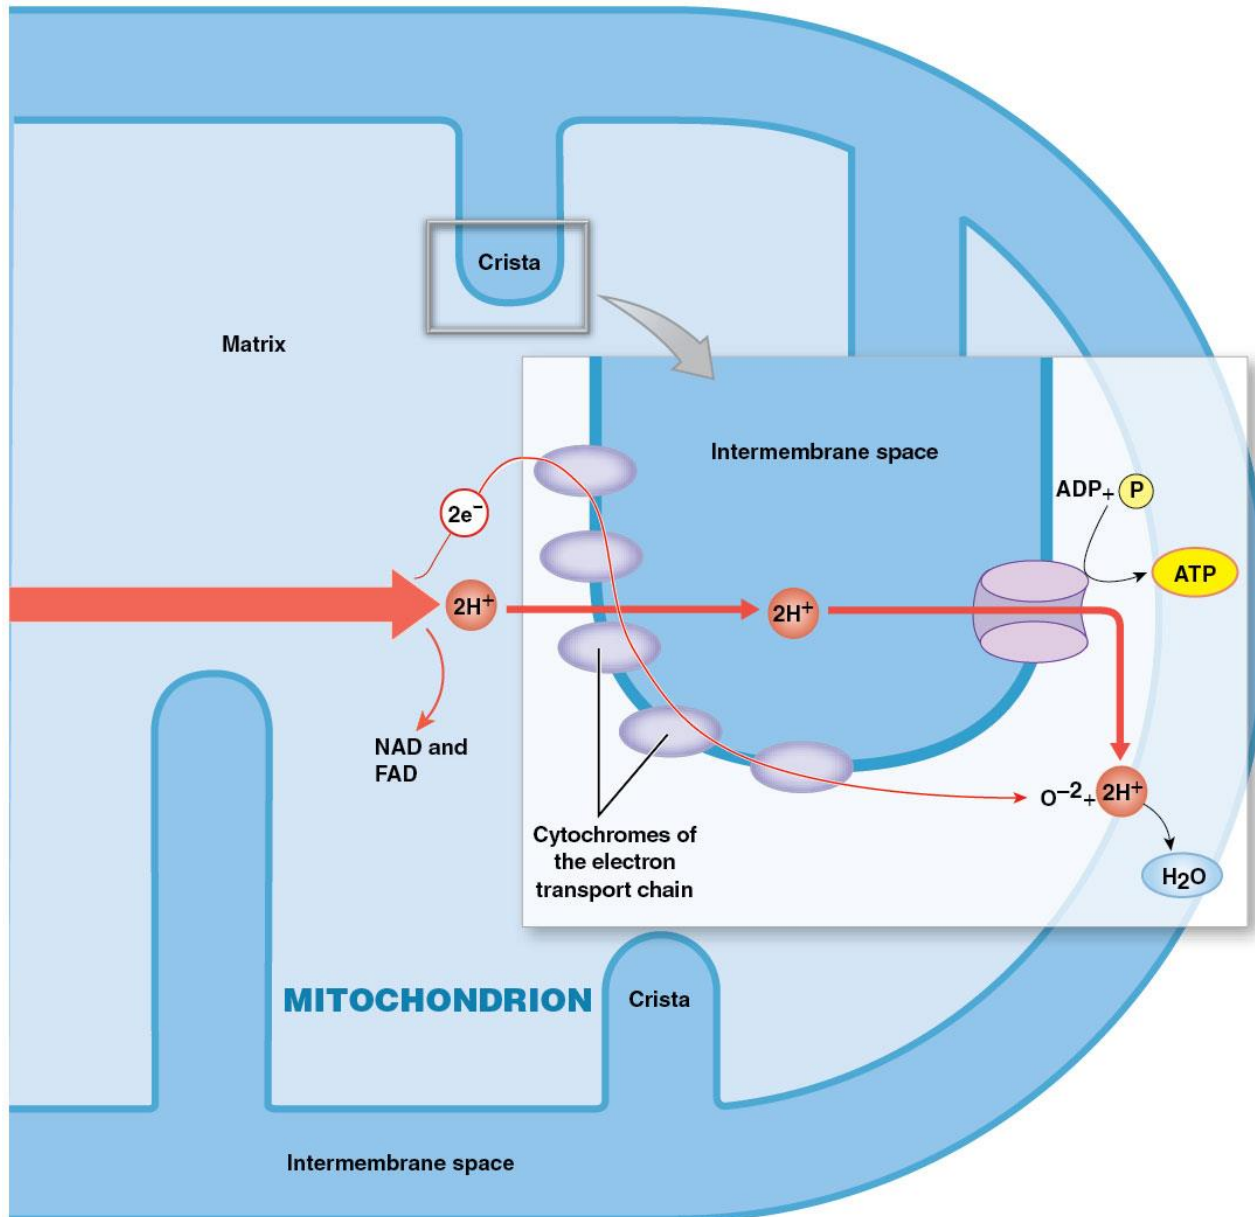 Crista
Matrix
Intermembrane space
ADP+ P
2e⁻
ATP
2H⁺
2H⁺
NAD and
FAD
O⁻²+ 2H⁺
Cytochromes of
the electron
transport chain
H₂O
MITOCHONDRION
Crista
Intermembrane space